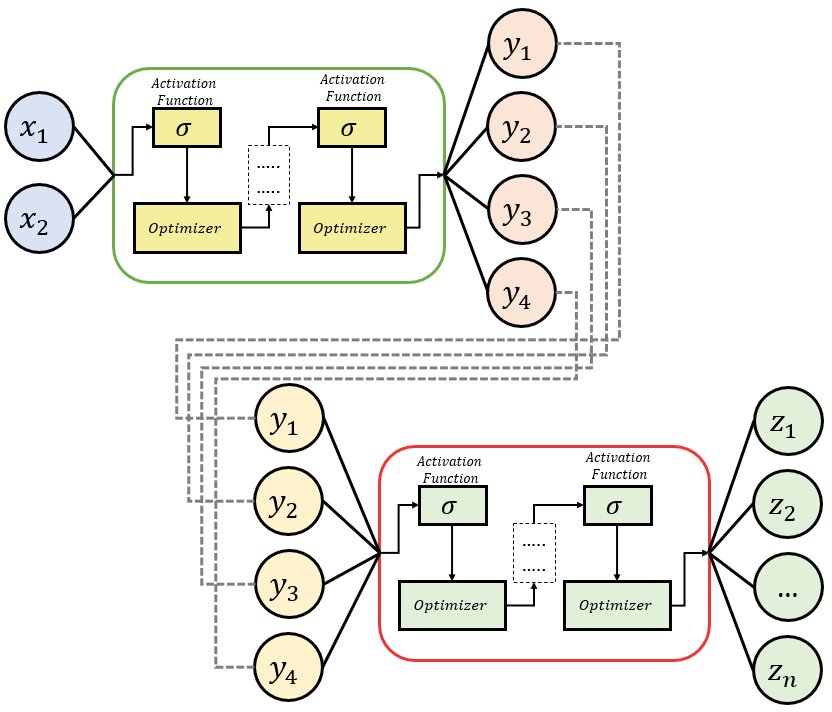 y₁
Activation
Function
Activation
Function
x₁
σ
σ
y₂
.....
.....
x₂
Optimizer
Optimizer
y₃
y₄
y₁
z₁
Activation
Function
Activation
Function
y₂
σ
σ
z₂
.....
.....
y₃
Optimizer
Optimizer
...
y₄
zₙ